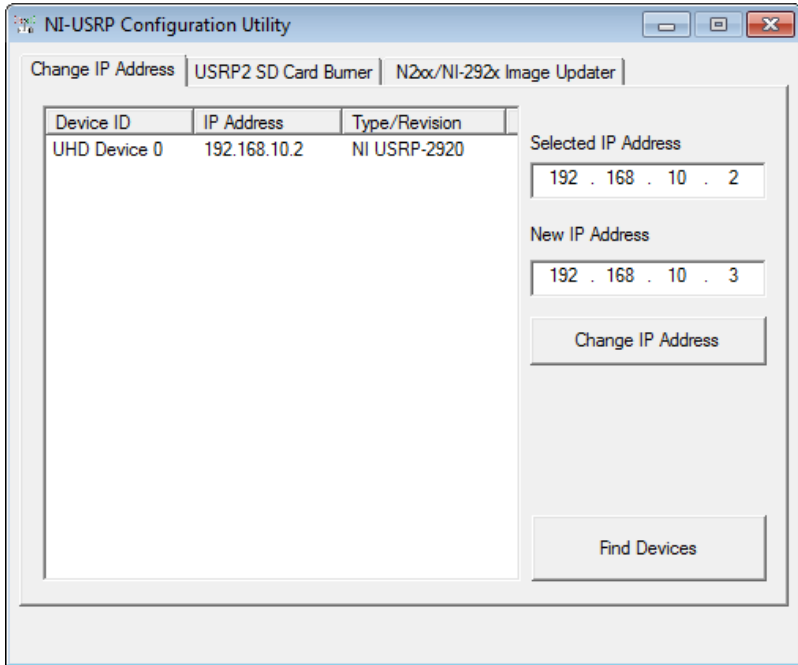 NI-USRP Configuration Utility
Change IP Address USRP2 SD Card Burner N2xx/NI-292x Image Updater
Device ID IP Address Type/Revision
UHD Device 0 192.168.10.2 NI USRP-2920
Selected IP Address
192 . 168 . 10 . 2
New IP Address
192 . 168 . 10 . 3
Change IP Address
Find Devices